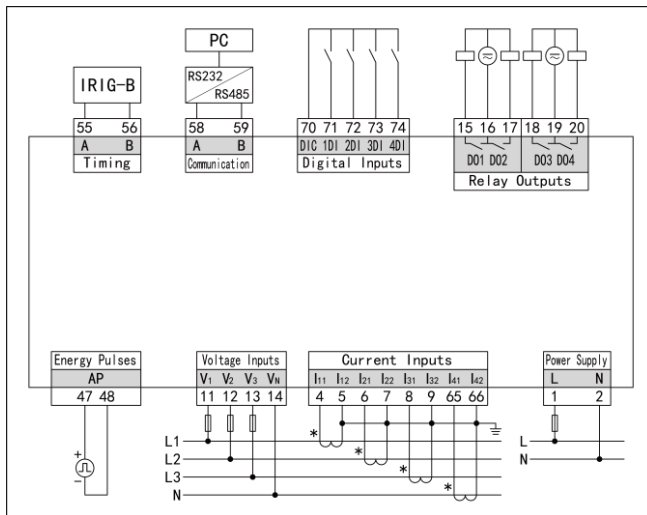 PC
IRIG-B
RS232
RS485
55 56
58 59
70 71 72 73 74
15 16 17 18 19 20
A B
A B
DIC 1DI 2DI 3DI 4DI
DO1 DO2 DO3 DO4
Timing
Communication
Digital Inputs
Relay Outputs
Energy Pulses
Voltage Inputs
Current Inputs
Power Supply
AP
V1 V2 V3 VN
I11 I12 I21 I22 I31 I32 I41 I42
L N
47 48
11 12 13 14
4 5 6 7 8 9 65 66
1 2
+
-
L1
L2
L3
N
*
*
*
*
L
N